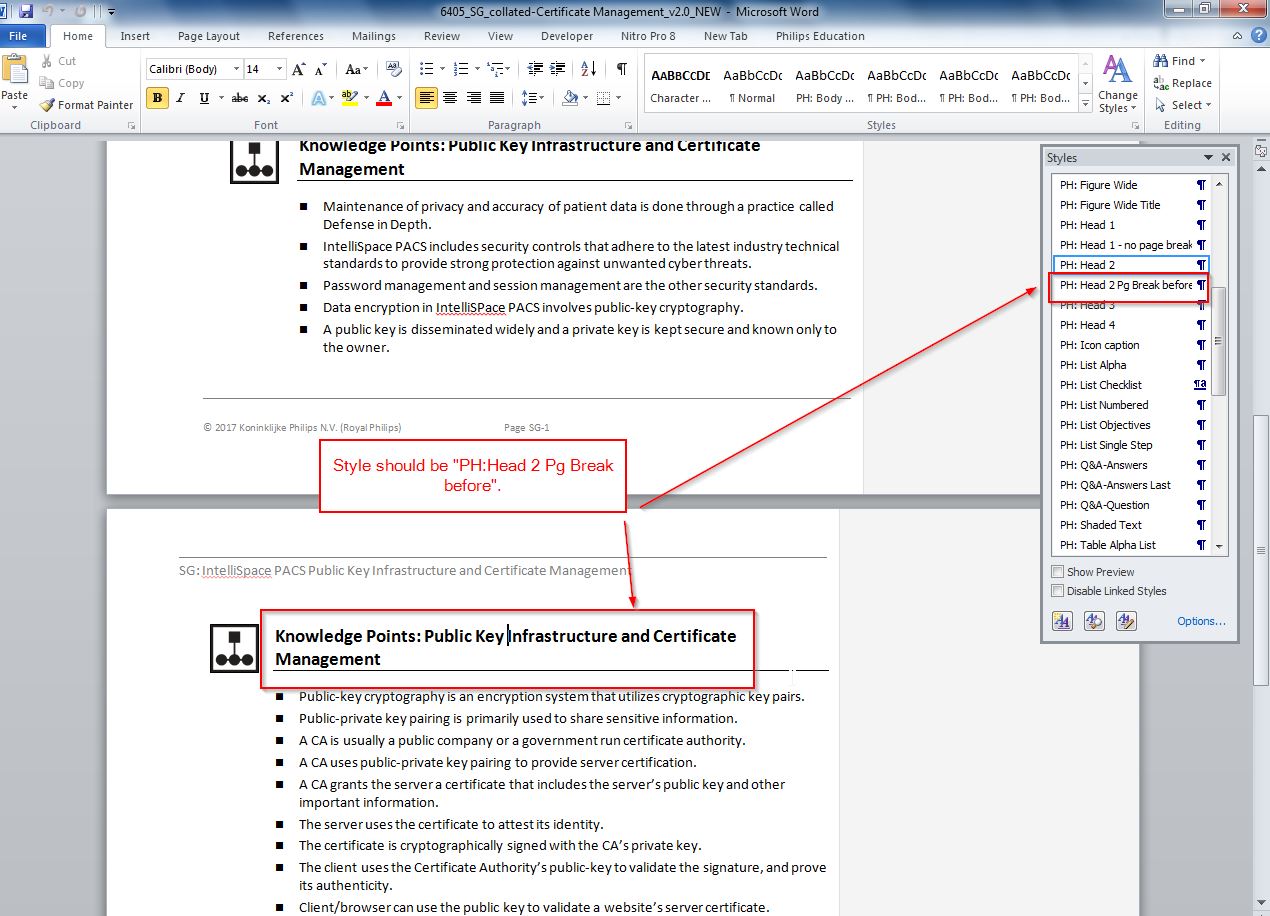 6405_SG_collated-Certificate Management_v2.0_NEW - Microsoft Word
File Home Insert Page Layout References Mailings Review View Developer Nitro Pro 8 New Tab Philips Education
Paste
Cut
Copy
Format Painter
Clipboard
Calibri (Body) 14
B I U abc X₂ X²
Font
Paragraph
AABBCCDE AaBbCcDc AaBbCcDc AaBbCcDc AaBbCcDc AaBbCcDc
Character ... ¶ Normal PH: Body ... ¶ PH: Bod... ¶ PH: Bod... ¶ PH: Bod...
Change
Styles
Styles
Find
Replace
Select
Editing
Knowledge Points: Public Key Infrastructure and Certificate
Management
Maintenance of privacy and accuracy of patient data is done through a practice called
Defense in Depth.
IntelliSpace PACS includes security controls that adhere to the latest industry technical
standards to provide strong protection against unwanted cyber threats.
Password management and session management are the other security standards.
Data encryption in IntelliSPace PACS involves public-key cryptography.
A public key is disseminated widely and a private key is kept secure and known only to
the owner.
© 2017 Koninklijke Philips N.V. (Royal Philips) Page SG-1
Style should be "PH:Head 2 Pg Break
before".
SG: IntelliSpace PACS Public Key Infrastructure and Certificate Management
Knowledge Points: Public Key Infrastructure and Certificate
Management
Public-key cryptography is an encryption system that utilizes cryptographic key pairs.
Public-private key pairing is primarily used to share sensitive information.
A CA is usually a public company or a government run certificate authority.
A CA uses public-private key pairing to provide server certification.
A CA grants the server a certificate that includes the server's public key and other
important information.
The server uses the certificate to attest its identity.
The certificate is cryptographically signed with the CA's private key.
The client uses the Certificate Authority's public-key to validate the signature, and prove
its authenticity.
Client/browser can use the public key to validate a website's server certificate.
Styles
PH: Figure Wide
PH: Figure Wide Title
PH: Head 1
PH: Head 1 - no page break
PH: Head 2
PH: Head 2 Pg Break before
PH: Head 3
PH: Head 4
PH: Icon caption
PH: List Alpha
PH: List Checklist
PH: List Numbered
PH: List Objectives
PH: List Single Step
PH: Q&A-Answers
PH: Q&A-Answers Last
PH: Q&A-Question
PH: Shaded Text
PH: Table Alpha List
Show Preview
Disable Linked Styles
Options...